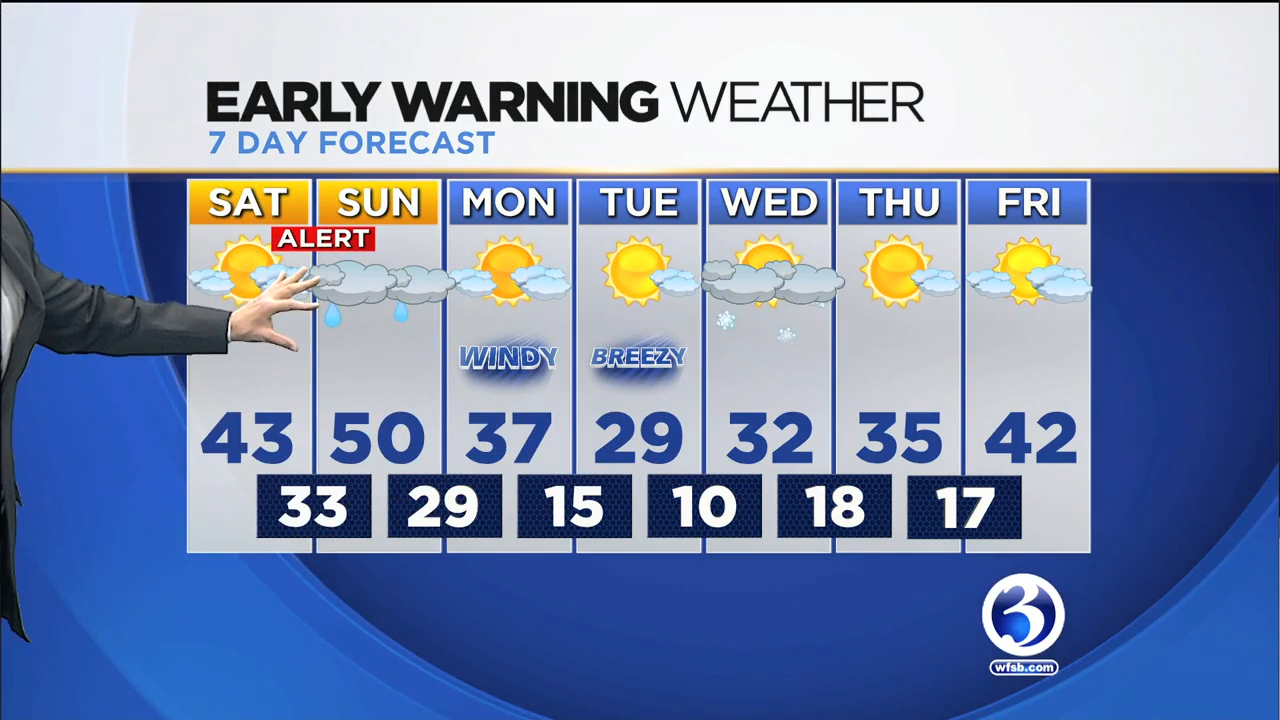 EARLY WARNING WEATHER
7 DAY FORECAST
SAT SUN MON TUE WED THU FRI
ALERT
WINDY BREEZY
43 50 37 29 32 35 42
33 29 15 10 18 17
3
wfsb.com